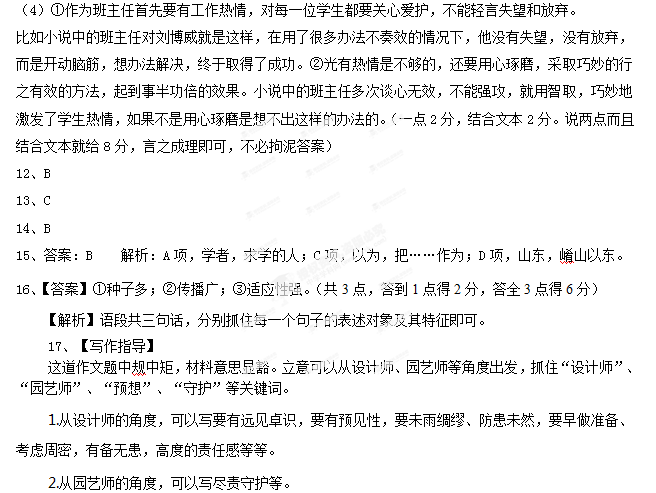 （4）①作为班主任首先要有工作热情，对每一位学生都要关心爱护，不能轻言失望和放弃。
比如小说中的班主任对刘博威就是这样，在用了很多办法不奏效的情况下，他没有失望，没有放弃，
而是开动脑筋，想办法解决，终于取得了成功。②光有热情是不够的，还要用心琢磨，采取巧妙的行
之有效的方法，起到事半功倍的效果。小说中的班主任多次谈心无效，不能强攻，就用智取，巧妙地
激发了学生热情，如果不是用心琢磨是想不出这样的办法的。（一点 2 分，结合文本 2 分。说两点而且
结合文本就给 8 分，言之成理即可，不必拘泥答案）
12、B
13、C
14、B
15、答案：B 解析：A 项，学者，求学的人；C 项，以为，把……作为；D 项，山东，崤山以东。
16、【答案】①种子多；②传播广；③适应性强。（共 3 点，答到 1 点得 2 分，答全 3 点得 6 分）
【解析】语段共三句话，分别抓住每一个句子的表述对象及其特征即可。
17、【写作指导】
这道作文题中规中矩，材料意思显豁。立意可以从设计师、园艺师等角度出发，抓住“设计师”、
“园艺师”、“预想”、“守护”等关键词。
1.从设计师的角度，可以写要有远见卓识，要有预见性，要未雨绸缪、防患未然，要早做准备、
考虑周密，有备无患，高度的责任感等等。
2.从园艺师的角度，可以写尽责守护等。